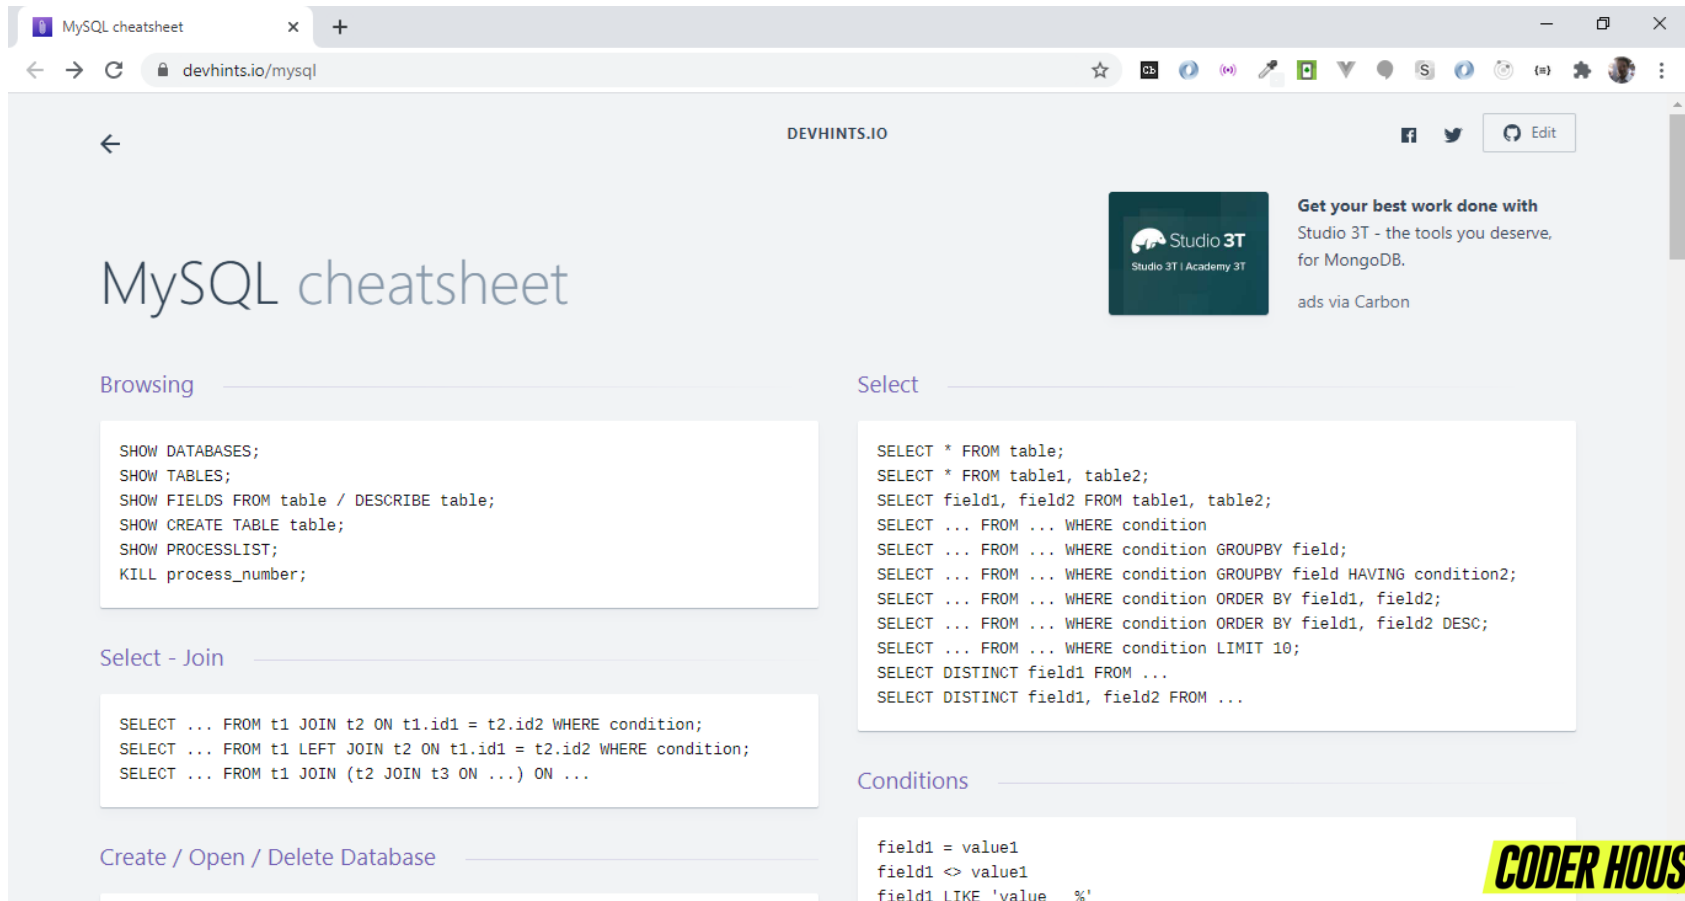 MySQL cheatsheet
devhints.io/mysql
DEVHINTS.IO
Edit
Studio 3T
Studio 3T | Academy 3T
Get your best work done with
Studio 3T - the tools you deserve,
for MongoDB.
ads via Carbon
MySQL cheatsheet
Browsing
SHOW DATABASES;
SHOW TABLES;
SHOW FIELDS FROM table / DESCRIBE table;
SHOW CREATE TABLE table;
SHOW PROCESSLIST;
KILL process_number;
Select - Join
SELECT ... FROM t1 JOIN t2 ON t1.id1 = t2.id2 WHERE condition;
SELECT ... FROM t1 LEFT JOIN t2 ON t1.id1 = t2.id2 WHERE condition;
SELECT ... FROM t1 JOIN (t2 JOIN t3 ON ...) ON ...
Create / Open / Delete Database
Select
SELECT * FROM table;
SELECT * FROM table1, table2;
SELECT field1, field2 FROM table1, table2;
SELECT ... FROM ... WHERE condition
SELECT ... FROM ... WHERE condition GROUPBY field;
SELECT ... FROM ... WHERE condition GROUPBY field HAVING condition2;
SELECT ... FROM ... WHERE condition ORDER BY field1, field2;
SELECT ... FROM ... WHERE condition ORDER BY field1, field2 DESC;
SELECT ... FROM ... WHERE condition LIMIT 10;
SELECT DISTINCT field1 FROM ...
SELECT DISTINCT field1, field2 FROM ...
Conditions
field1 = value1
field1 <> value1
field1 LIKE 'value _ %'
CODER HOUS